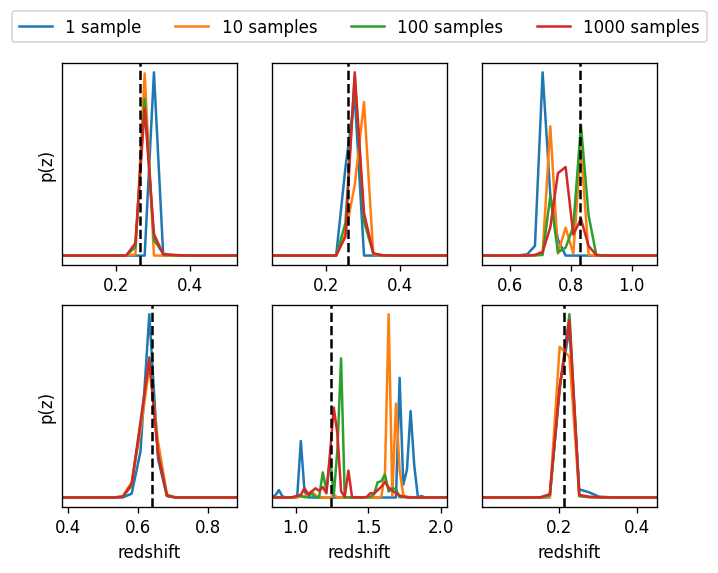 1 sample 10 samples 100 samples 1000 samples
p(z)
0.2 0.4 0.2 0.4 0.6 0.8 1.0
p(z)
0.4 0.6 0.8 1.0 1.5 2.0 0.2 0.4
redshift redshift redshift